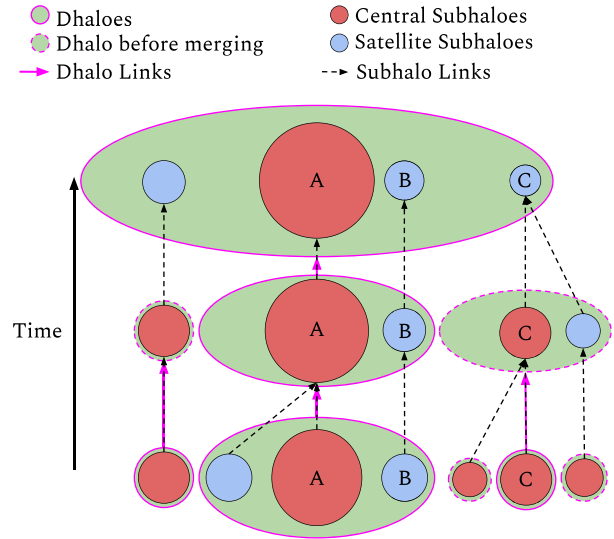 Dhaloes
Central Subhaloes
Dhalo before merging
Satellite Subhaloes
Dhalo Links
Subhalo Links
A
B
C
Time
A
B
C
A
B
C